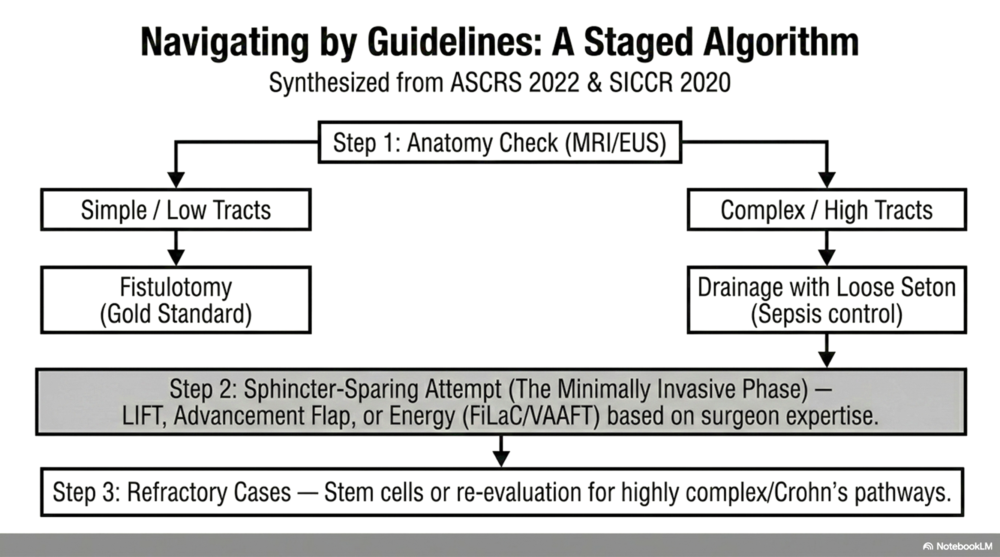 Navigating by Guidelines: A Staged Algorithm
Synthesized from ASCRS 2022 & SICCR 2020
Step 1: Anatomy Check (MRI/EUS)
Simple / Low Tracts
Complex / High Tracts
Fistulotomy
(Gold Standard)
Drainage with Loose Seton
(Sepsis control)
Step 2: Sphincter-Sparing Attempt (The Minimally Invasive Phase) —
LIFT, Advancement Flap, or Energy (FiLaC/VAAFT) based on surgeon expertise.
Step 3: Refractory Cases — Stem cells or re-evaluation for highly complex/Crohn’s pathways.
NotebookLM